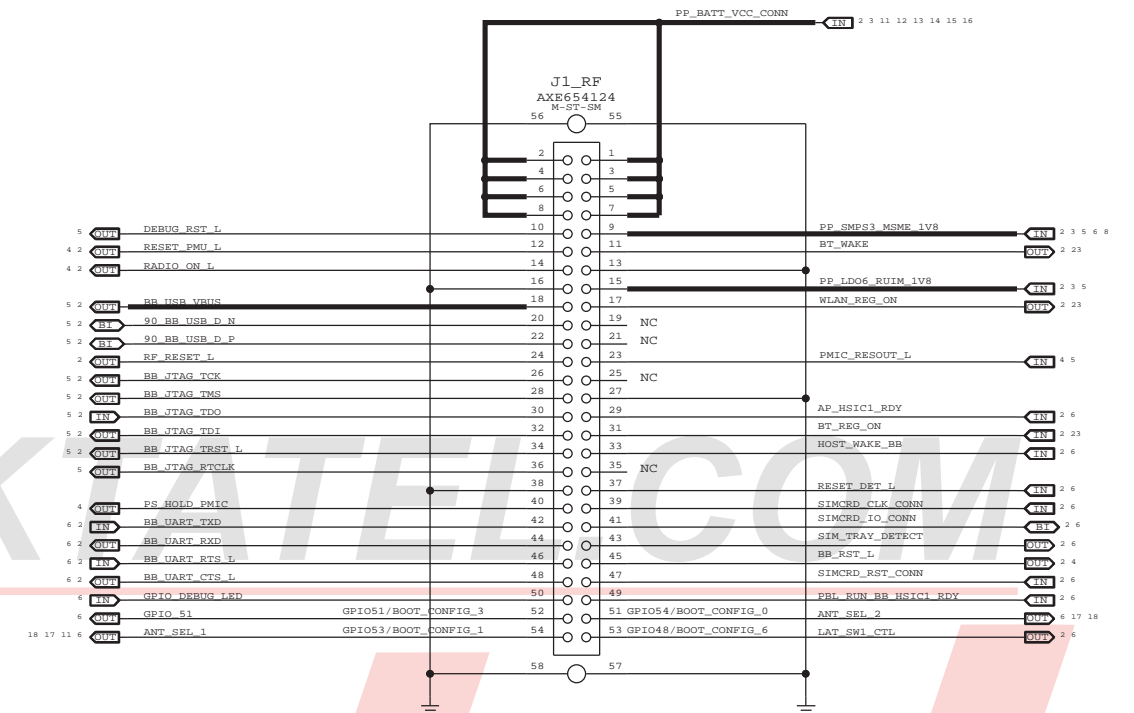 PP_BATT_VCC_CONN
IN 2 3 11 12 13 14 15 16
J1_RF
AXE654124
M-ST-SM
56 55
2 1
4 3
6 5
8 7
5 OUT DEBUG_RST_L 10 9 PP_SMPS3_MSME_1V8 IN 2 3 5 6 8
4 2 OUT RESET_PMU_L 12 11 BT_WAKE OUT 2 23
4 2 OUT RADIO_ON_L 14 13
16 15 PP_LDO6_RUIM_1V8 IN 2 3 5
5 2 OUT BB_USB_VBUS 18 17 WLAN_REG_ON OUT 2 23
5 2 BI 90_BB_USB_D_N 20 19 NC
5 2 BI 90_BB_USB_D_P 22 21 NC
2 OUT RF_RESET_L 24 23 PMIC_RESOUT_L IN 4 5
5 2 OUT BB_JTAG_TCK 26 25 NC
5 2 OUT BB_JTAG_TMS 28 27
5 2 IN BB_JTAG_TDO 30 29 AP_HSIC1_RDY IN 2 6
5 2 OUT BB_JTAG_TDI 32 31 BT_REG_ON IN 2 23
5 2 OUT BB_JTAG_TRST_L 34 33 HOST_WAKE_BB IN 2 6
5 OUT BB_JTAG_RTCLK 36 35 NC
38 37 RESET_DET_L IN 2 6
4 OUT PS_HOLD_PMIC 40 39 SIMCRD_CLK_CONN IN 2 6
6 2 IN BB_UART_TXD 42 41 SIMCRD_IO_CONN BI 2 6
6 2 OUT BB_UART_RXD 44 43 SIM_TRAY_DETECT OUT 2 6
6 2 IN BB_UART_RTS_L 46 45 BB_RST_L OUT 2 4
6 2 OUT BB_UART_CTS_L 48 47 SIMCRD_RST_CONN IN 2 6
6 IN GPIO_DEBUG_LED 50 49 PBL_RUN_BB_HSIC1_RDY IN 2 6
6 OUT GPIO_51 GPIO51/BOOT_CONFIG_3 52 51 GPIO54/BOOT_CONFIG_0 ANT_SEL_2 OUT 6 17 18
18 17 11 6 OUT ANT_SEL_1 GPIO53/BOOT_CONFIG_1 54 53 GPIO48/BOOT_CONFIG_6 LAT_SW1_CTL OUT 2 6
58 57
KTATEL.COM